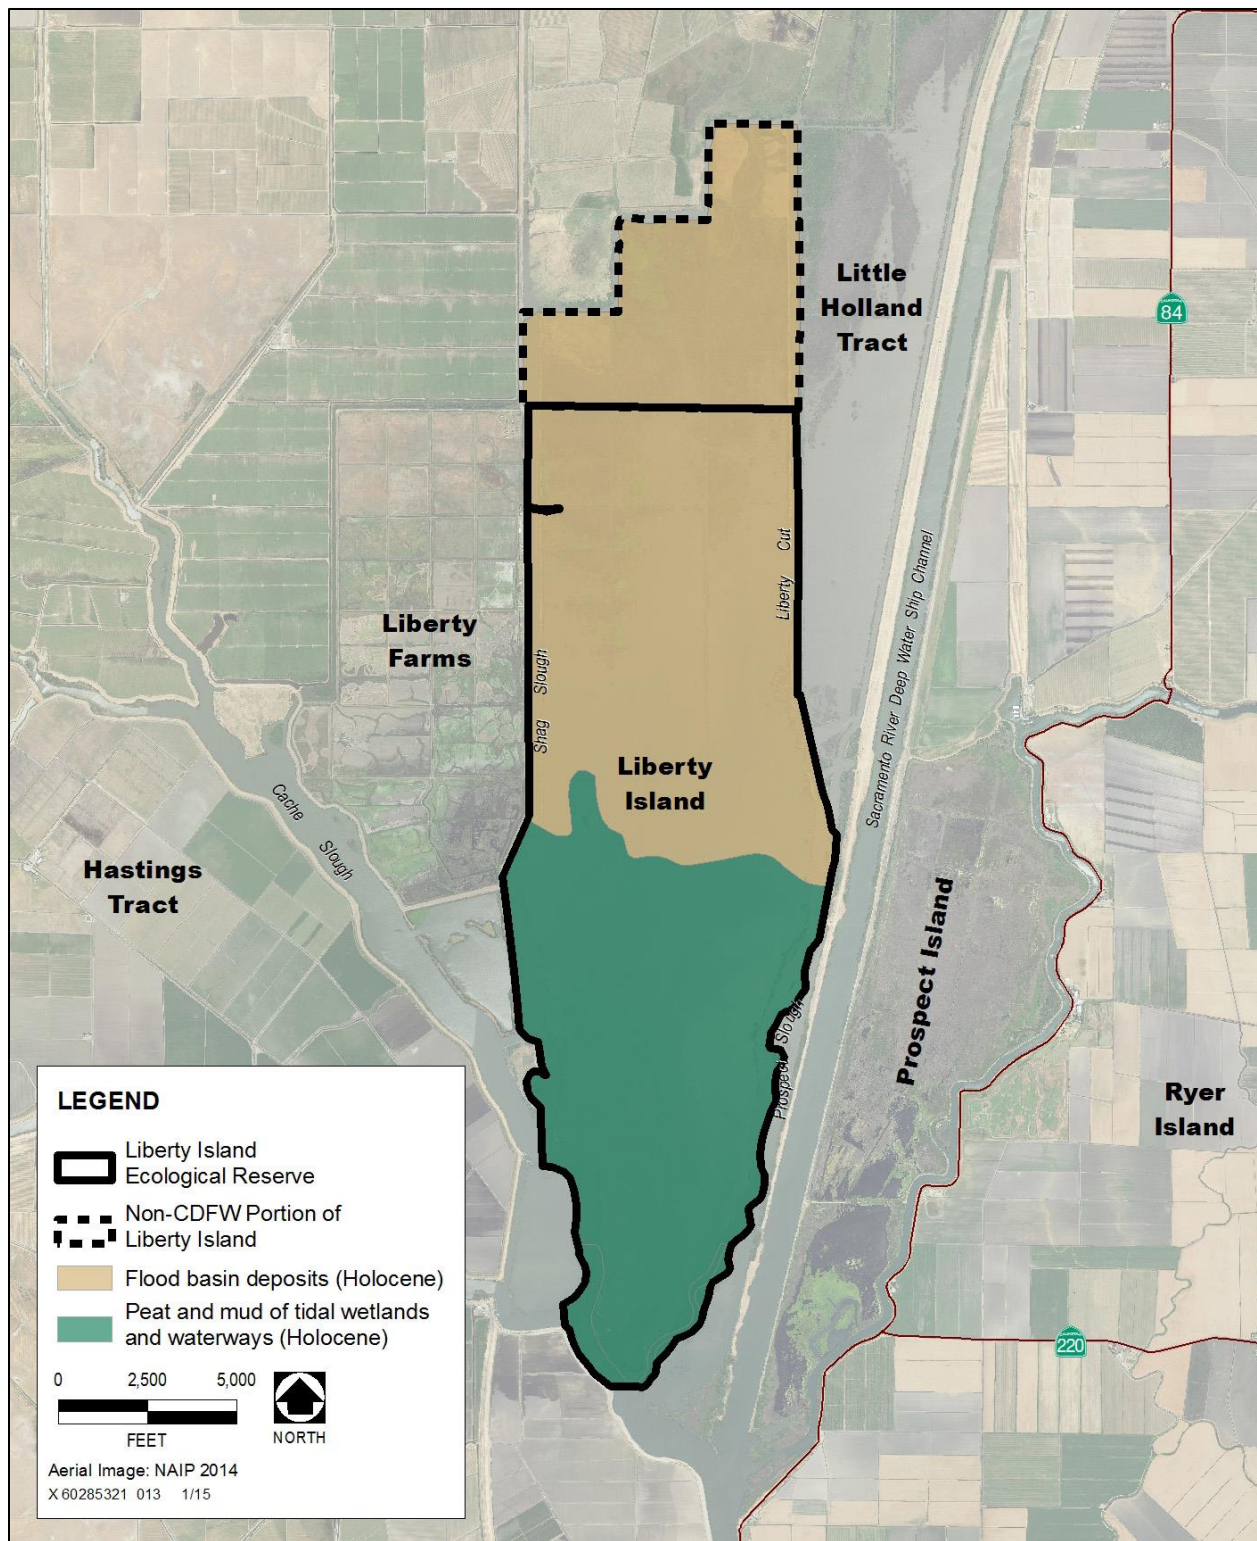 Little
Holland
Tract
CALIFORNIA
84
Liberty Cut
Sacramento River Deep Water Ship Channel
Liberty
Farms
Shag Slough
Liberty
Island
Cache Slough
Hastings
Tract
Prospect Island
Prospect Slough
Ryer
Island
CALIFORNIA
220
LEGEND
Liberty Island
Ecological Reserve
Non-CDFW Portion of
Liberty Island
Flood basin deposits (Holocene)
Peat and mud of tidal wetlands
and waterways (Holocene)
0 2,500 5,000
FEET
NORTH
Aerial Image: NAIP 2014
X 60285321 013 1/15